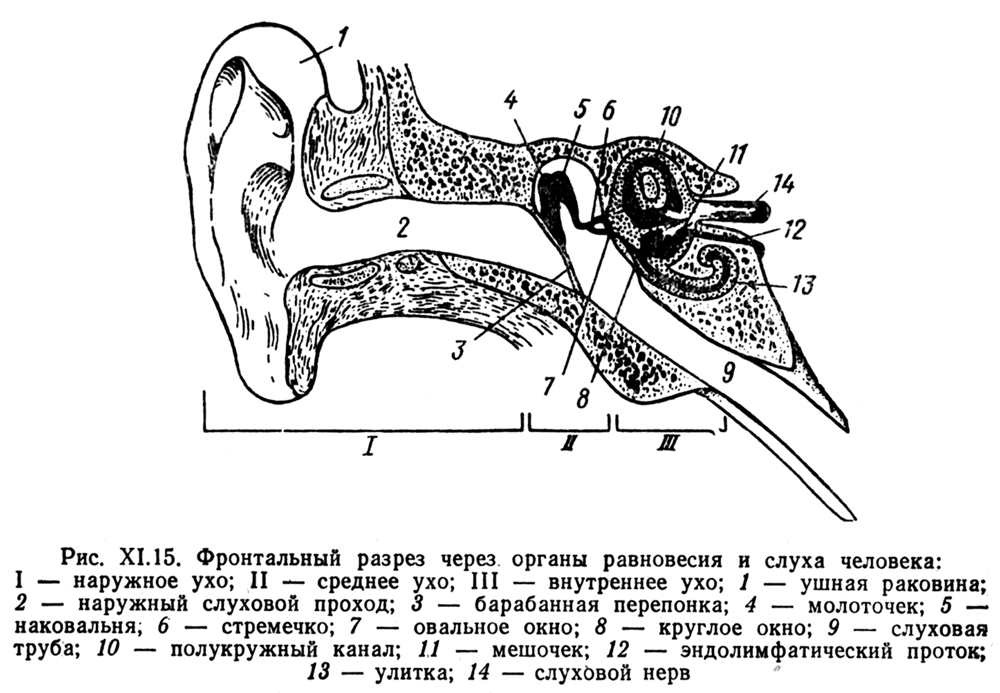 1
4
5
6
10
11
14
2
12
13
3
9
7
8
I
II
III
Рис. XI.15. Фронтальный разрез через органы равновесия и слуха человека:
I — наружное ухо; II — среднее ухо; III — внутреннее ухо; 1 — ушная раковина;
2 — наружный слуховой проход; 3 — барабанная перепонка; 4 — молоточек; 5 —
наковальня; 6 — стремечко; 7 — овальное окно; 8 — круглое окно; 9 — слуховая
труба; 10 — полукружный канал; 11 — мешочек; 12 — эндолимфатический проток;
13 — улитка; 14 — слуховой нерв